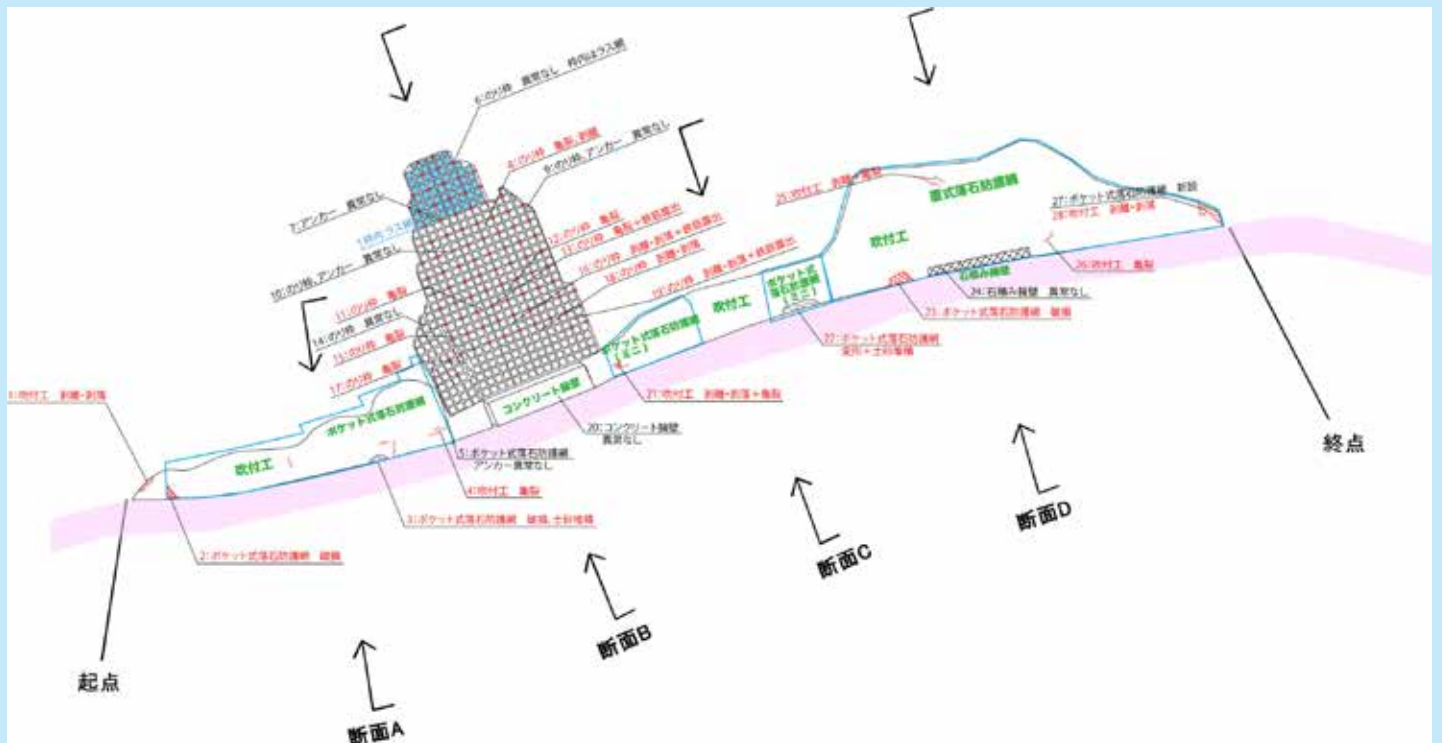 6:のり枠 異常なし 枠内はラス網
8:のり枠 亀裂、剥離
9:のり枠、アンカー 異常なし
7:アンカー 異常なし
枠内:ラス網
10:のり枠、アンカー 異常なし
12:のり枠 亀裂
13:のり枠 亀裂+鉄筋露出
16:のり枠 剥離・剥落+鉄筋露出
18:のり枠 剥離・剥落
19:のり枠 剥離・剥落+鉄筋露出
11:のり枠 亀裂
14:のり枠 異常なし
15:のり枠 亀裂
17:のり枠 亀裂
25:吹付工 剥離+亀裂
覆式落石防護網
27:ポケット式落石防護網 新設
28:吹付工 剥離・剥落
吹付工
ポケット式
落石防護網
(ミニ)
吹付工
石積み擁壁
26:吹付工 亀裂
24:石積み擁壁 異常なし
23:ポケット式落石防護網 破損
22:ポケット式落石防護網
変形+土砂堆積
ポケット式落石防護網
(ミニ)
21:吹付工 剥離・剥落+亀裂
コンクリート擁壁
20:コンクリート擁壁
異常なし
1:吹付工 剥離・剥落
ポケット式落石防護網
吹付工
5:ポケット式落石防護網
アンカー異常なし
4:吹付工 亀裂
3:ポケット式落石防護網 破損、土砂堆積
2:ポケット式落石防護網 破損
終点
断面D
断面C
断面B
起点
断面A